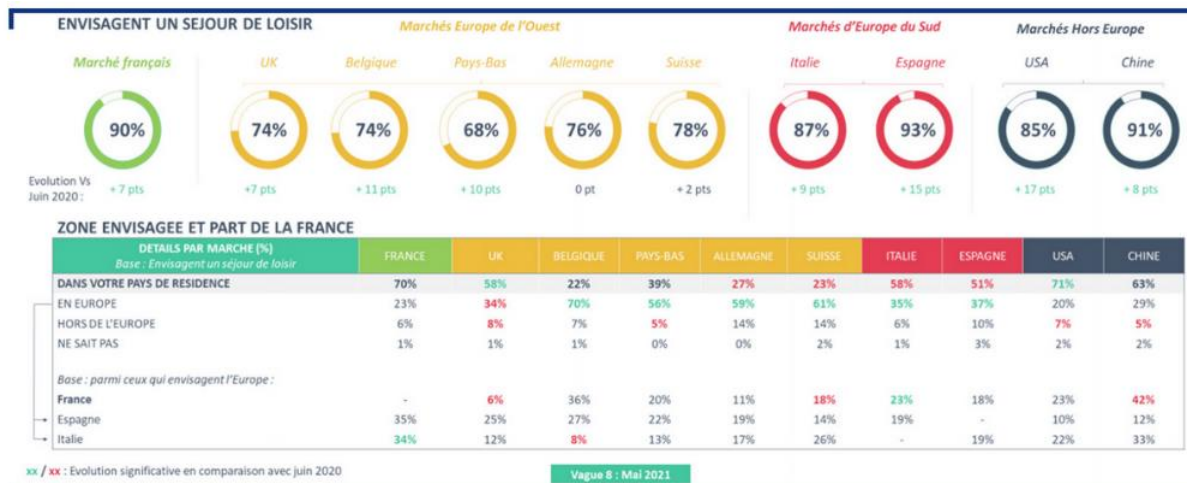 ENVISAGENT UN SEJOUR DE LOISIR
Marchés Europe de l'Ouest
Marchés d'Europe du Sud
Marchés Hors Europe
Marché français UK Belgique Pays-Bas Allemagne Suisse Italie Espagne USA Chine
90% 74% 74% 68% 76% 78% 87% 93% 85% 91%
Evolution Vs
Juin 2020 : + 7 pts +7 pts + 11 pts + 10 pts 0 pt + 2 pts + 9 pts + 15 pts + 17 pts + 8 pts
ZONE ENVISAGEE ET PART DE LA FRANCE
DETAILS PAR MARCHE (%)
Base : Envisagent un séjour de loisir
FRANCE UK BELGIQUE PAYS-BAS ALLEMAGNE SUISSE ITALIE ESPAGNE USA CHINE
DANS VOTRE PAYS DE RESIDENCE 70% 58% 22% 39% 27% 23% 58% 51% 71% 63%
EN EUROPE 23% 34% 70% 56% 59% 61% 35% 37% 20% 29%
HORS DE L'EUROPE 6% 8% 7% 5% 14% 14% 6% 10% 7% 5%
NE SAIT PAS 1% 1% 1% 0% 0% 2% 1% 3% 2% 2%
Base : parmi ceux qui envisagent l'Europe :
France - 6% 36% 20% 11% 18% 23% 18% 23% 42%
Espagne 35% 25% 27% 22% 19% 14% 19% - 10% 12%
Italie 34% 12% 8% 13% 17% 26% - 19% 22% 33%
xx / xx : Evolution significative en comparaison avec juin 2020
Vague 8 : Mai 2021